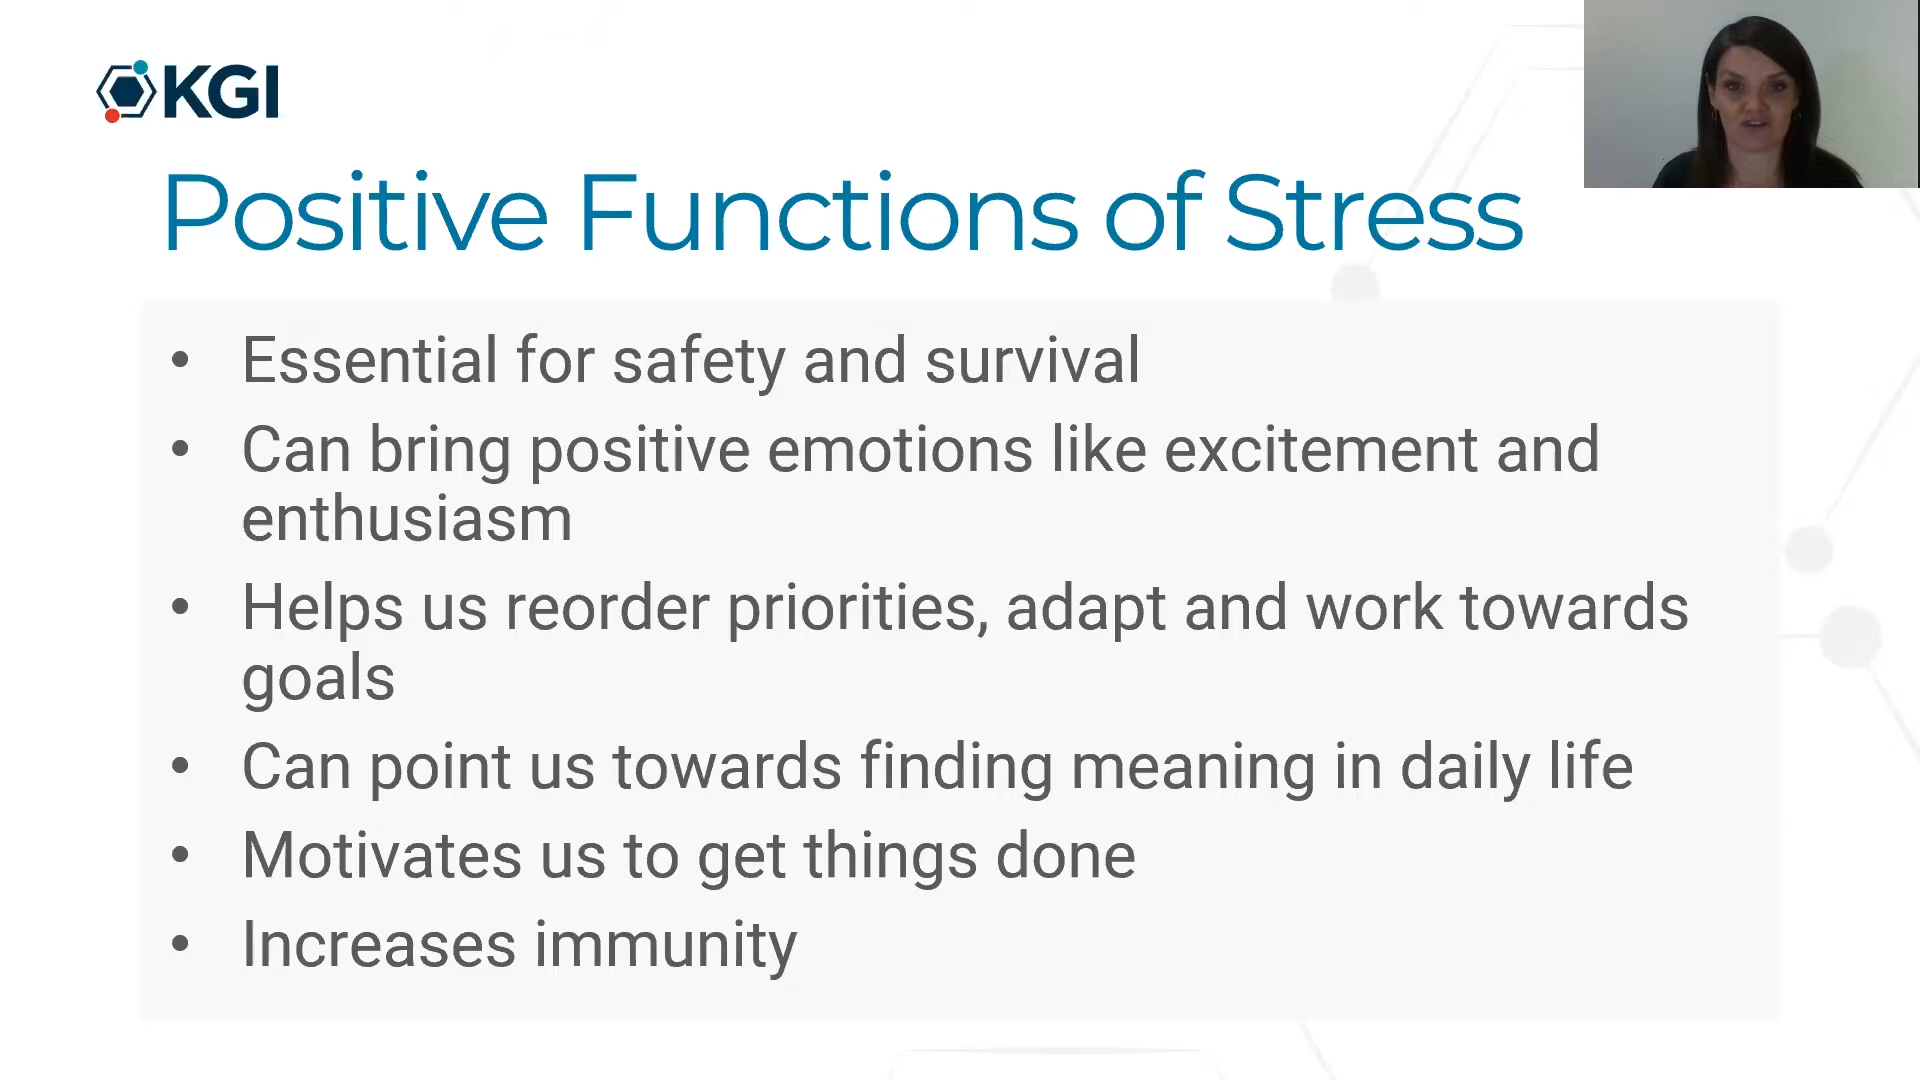 KGI
Positive Functions of Stress
• Essential for safety and survival
• Can bring positive emotions like excitement and
enthusiasm
• Helps us reorder priorities, adapt and work towards
goals
• Can point us towards finding meaning in daily life
• Motivates us to get things done
• Increases immunity